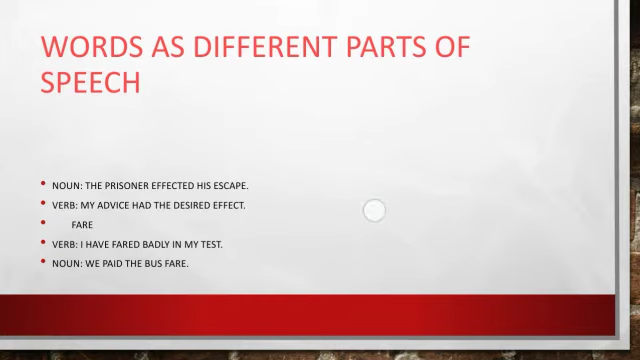 WORDS AS DIFFERENT PARTS OF
SPEECH
• NOUN: THE PRISONER EFFECTED HIS ESCAPE.
• VERB: MY ADVICE HAD THE DESIRED EFFECT.
• FARE
• VERB: I HAVE FARED BADLY IN MY TEST.
• NOUN: WE PAID THE BUS FARE.